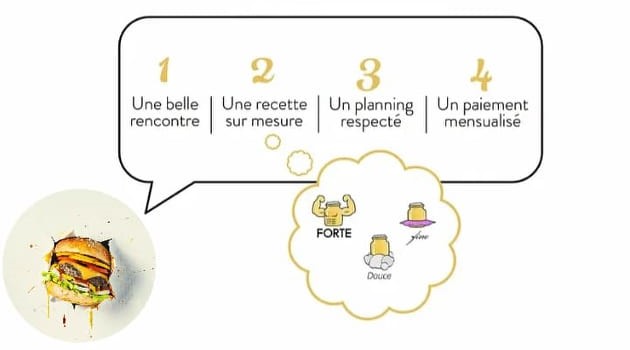 1
Une belle
rencontre
2
Une recette
sur mesure
3
Un planning
respecté
4
Un paiement
mensualisé
FORTE
fine
Douce